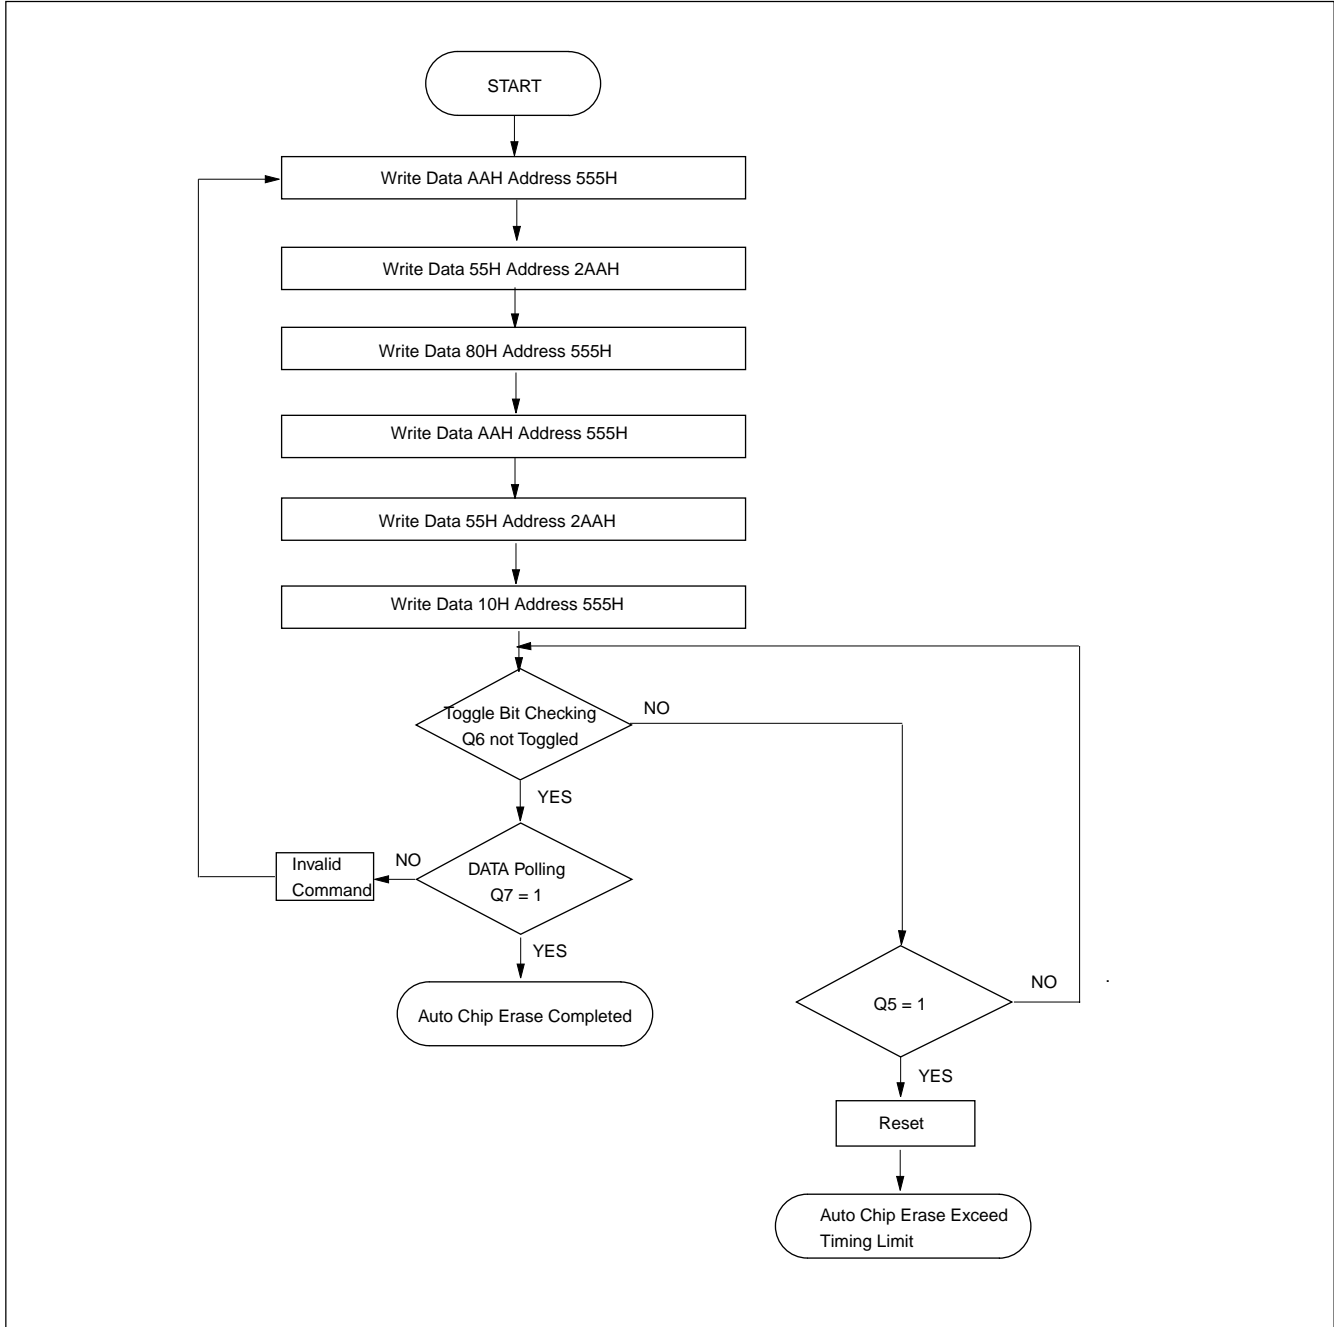 START
Write Data AAH Address 555H
Write Data 55H Address 2AAH
Write Data 80H Address 555H
Write Data AAH Address 555H
Write Data 55H Address 2AAH
Write Data 10H Address 555H
Toggle Bit Checking
Q6 not Toggled
NO
YES
Invalid
Command
NO
DATA Polling
Q7 = 1
YES
Auto Chip Erase Completed
Q5 = 1
NO
.
YES
Reset
Auto Chip Erase Exceed
Timing Limit